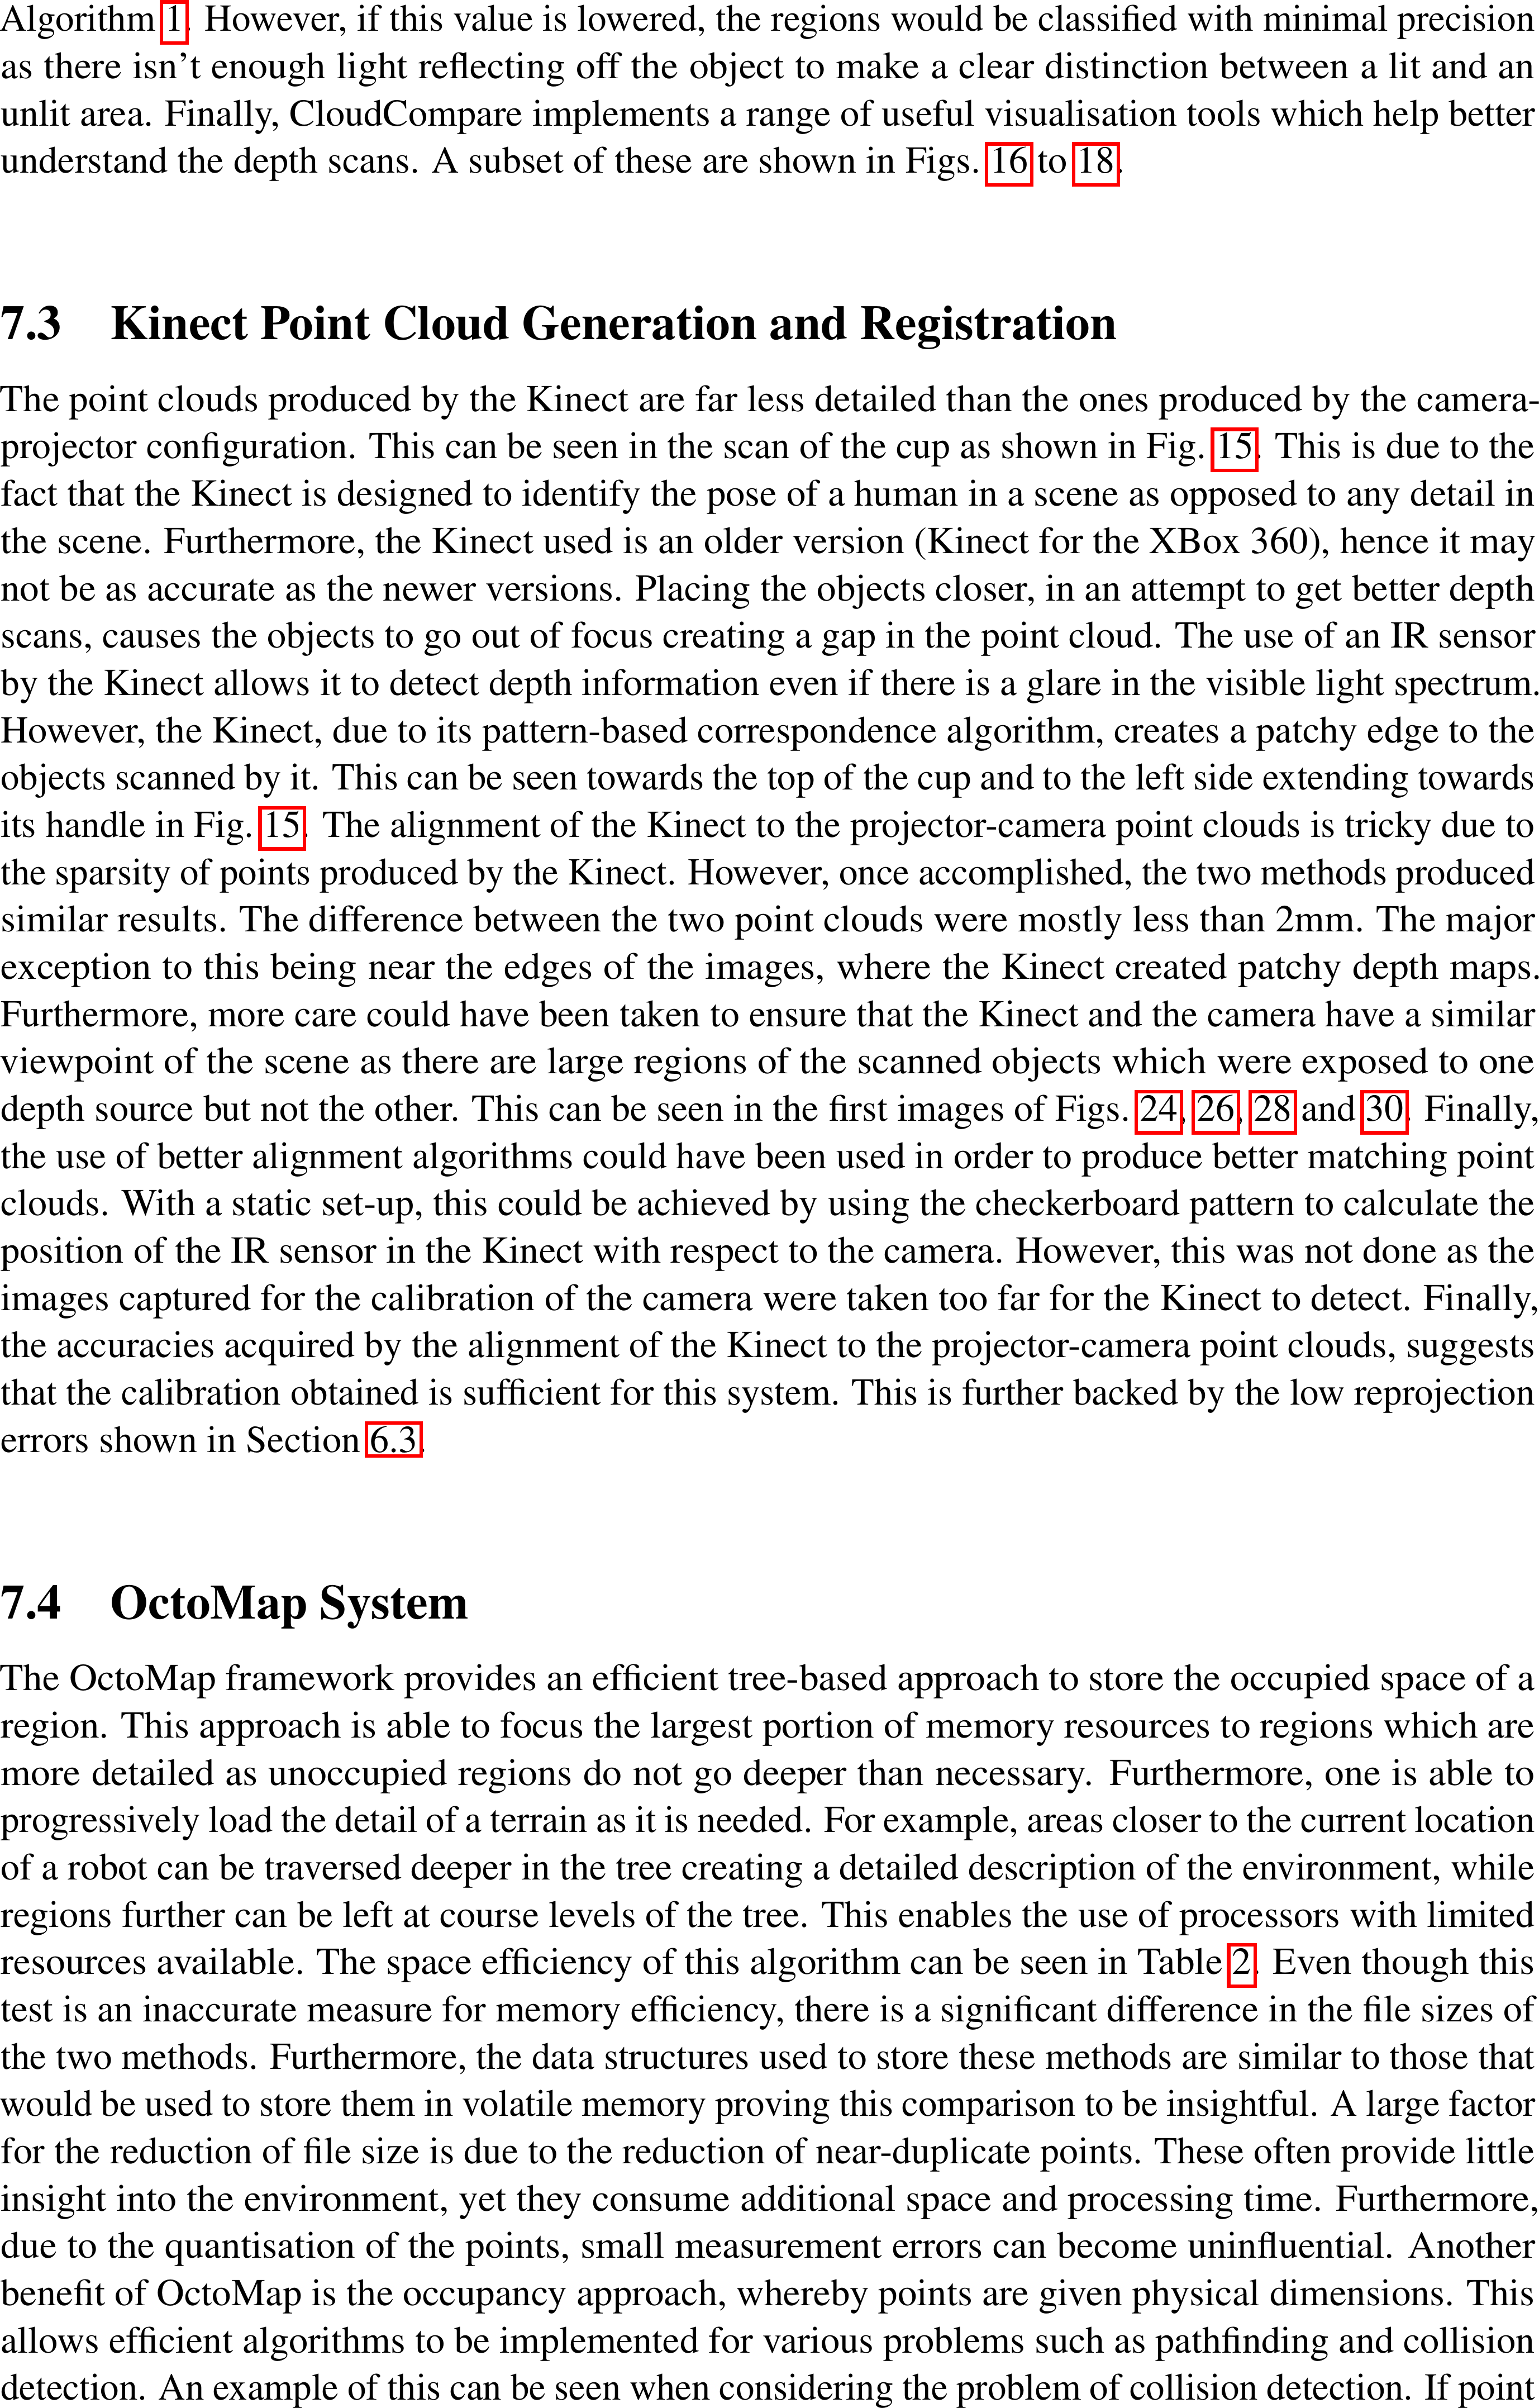 Algorithm 1. However, if this value is lowered, the regions would be classified with minimal precision
as there isn't enough light reflecting off the object to make a clear distinction between a lit and an
unlit area. Finally, CloudCompare implements a range of useful visualisation tools which help better
understand the depth scans. A subset of these are shown in Figs. 16 to 18.
7.3 Kinect Point Cloud Generation and Registration
The point clouds produced by the Kinect are far less detailed than the ones produced by the camera-
projector configuration. This can be seen in the scan of the cup as shown in Fig. 15. This is due to the
fact that the Kinect is designed to identify the pose of a human in a scene as opposed to any detail in
the scene. Furthermore, the Kinect used is an older version (Kinect for the XBox 360), hence it may
not be as accurate as the newer versions. Placing the objects closer, in an attempt to get better depth
scans, causes the objects to go out of focus creating a gap in the point cloud. The use of an IR sensor
by the Kinect allows it to detect depth information even if there is a glare in the visible light spectrum.
However, the Kinect, due to its pattern-based correspondence algorithm, creates a patchy edge to the
objects scanned by it. This can be seen towards the top of the cup and to the left side extending towards
its handle in Fig. 15. The alignment of the Kinect to the projector-camera point clouds is tricky due to
the sparsity of points produced by the Kinect. However, once accomplished, the two methods produced
similar results. The difference between the two point clouds were mostly less than 2mm. The major
exception to this being near the edges of the images, where the Kinect created patchy depth maps.
Furthermore, more care could have been taken to ensure that the Kinect and the camera have a similar
viewpoint of the scene as there are large regions of the scanned objects which were exposed to one
depth source but not the other. This can be seen in the first images of Figs. 24, 26, 28 and 30. Finally,
the use of better alignment algorithms could have been used in order to produce better matching point
clouds. With a static set-up, this could be achieved by using the checkerboard pattern to calculate the
position of the IR sensor in the Kinect with respect to the camera. However, this was not done as the
images captured for the calibration of the camera were taken too far for the Kinect to detect. Finally,
the accuracies acquired by the alignment of the Kinect to the projector-camera point clouds, suggests
that the calibration obtained is sufficient for this system. This is further backed by the low reprojection
errors shown in Section 6.3.
7.4 OctoMap System
The OctoMap framework provides an efficient tree-based approach to store the occupied space of a
region. This approach is able to focus the largest portion of memory resources to regions which are
more detailed as unoccupied regions do not go deeper than necessary. Furthermore, one is able to
progressively load the detail of a terrain as it is needed. For example, areas closer to the current location
of a robot can be traversed deeper in the tree creating a detailed description of the environment, while
regions further can be left at course levels of the tree. This enables the use of processors with limited
resources available. The space efficiency of this algorithm can be seen in Table 2. Even though this
test is an inaccurate measure for memory efficiency, there is a significant difference in the file sizes of
the two methods. Furthermore, the data structures used to store these methods are similar to those that
would be used to store them in volatile memory proving this comparison to be insightful. A large factor
for the reduction of file size is due to the reduction of near-duplicate points. These often provide little
insight into the environment, yet they consume additional space and processing time. Furthermore,
due to the quantisation of the points, small measurement errors can become uninfluential. Another
benefit of OctoMap is the occupancy approach, whereby points are given physical dimensions. This
allows efficient algorithms to be implemented for various problems such as pathfinding and collision
detection. An example of this can be seen when considering the problem of collision detection. If point